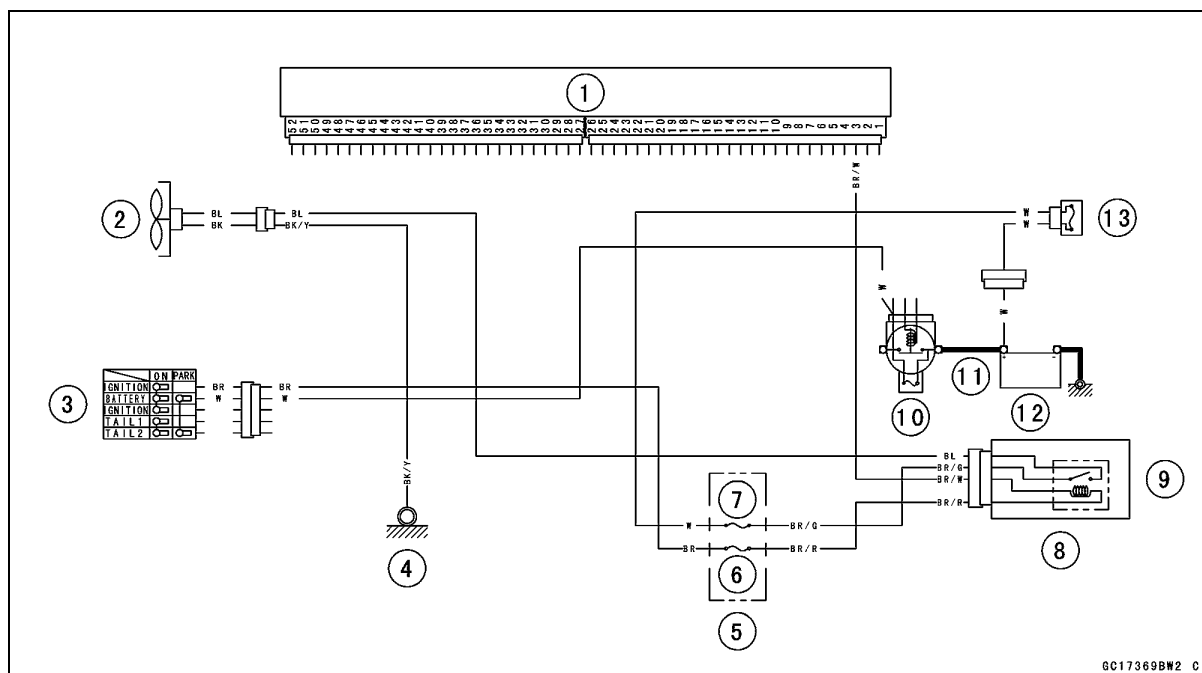 1
52 51 50 49 48 47 46 45 44 43 42 41 40 39 38 37 36 35 34 33 32 31 30 29 28 27 26 25 24 23 22 21 20 19 18 17 16 15 14 13 12 11 10 9 8 7 6 5 4 3 2 1
BR/W
2
BL
BK
BL
BK/Y
W
W
13
W
W
10
11
+
-
12
3
ON PARK
IGNITION
BATTERY
IGNITION
TAIL1
TAIL2
BR
W
BR
W
BK/Y
4
BL
BR/G
BR/W
BR/R
9
8
7
W
BR/G
BR
BR/R
6
5
GC17369BW2 C